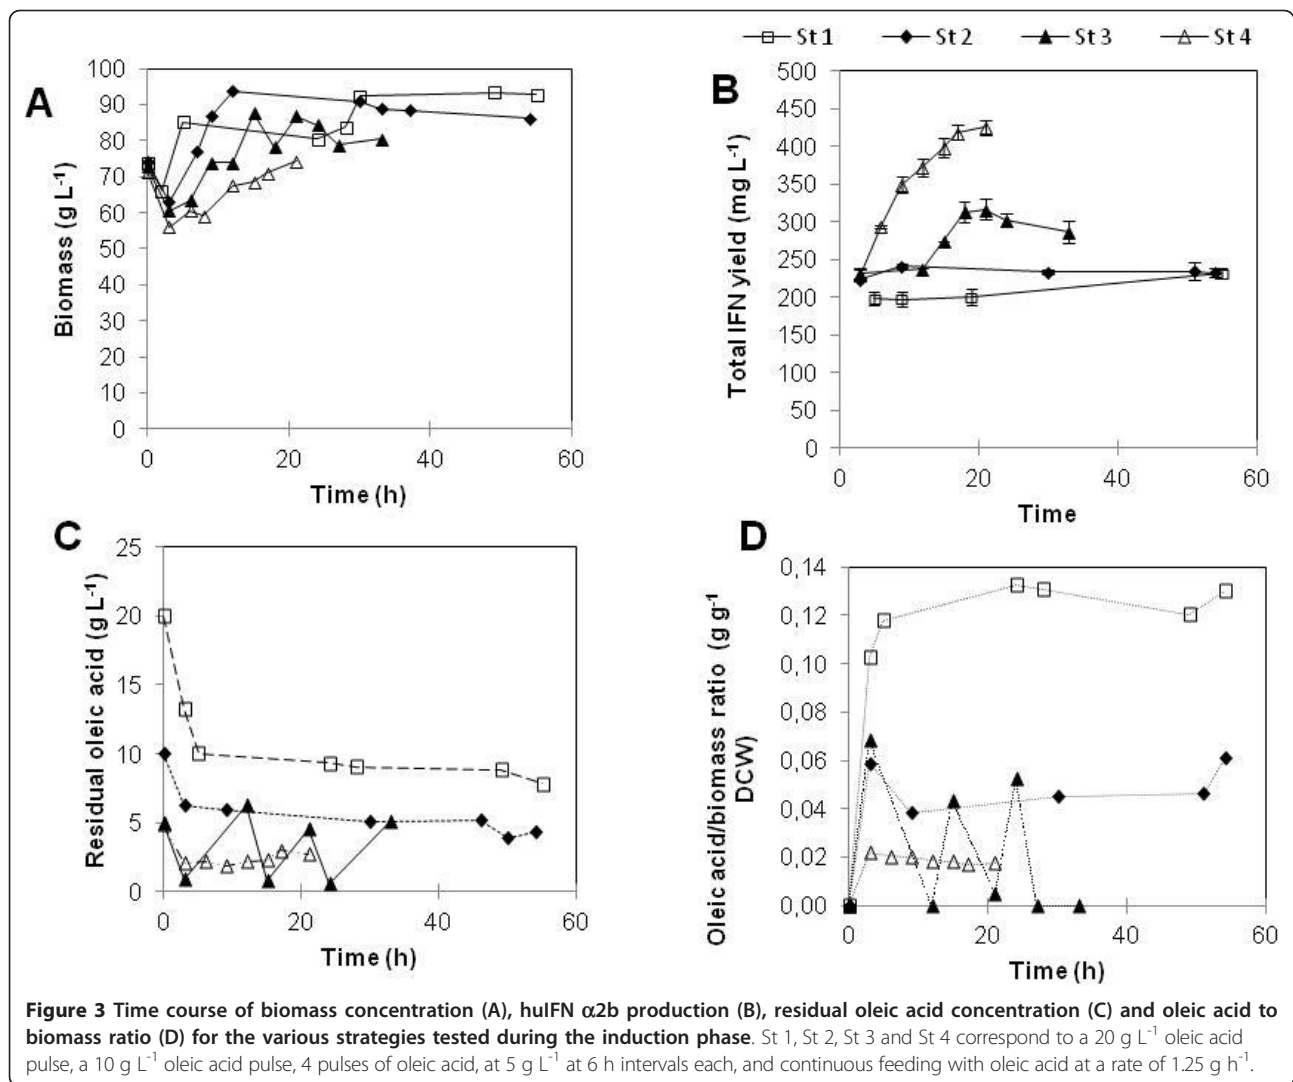 St 1 St 2 St 3 St 4
A
Biomass (g L⁻¹)
100
90
80
70
60
50
40
30
20
10
0
0 20 40 60
Time (h)
B
Total IFN yield (mg L⁻¹)
500
450
400
350
300
250
200
150
100
50
0
0 20 40 60
Time
C
Residual oleic acid (g L⁻¹)
25
20
15
10
5
0
0 20 40 60
Time (h)
D
Oleic acid/biomass ratio (g g⁻¹
DCW)
0,14
0,12
0,10
0,08
0,06
0,04
0,02
0,00
0 20 40 60
Time (h)
Figure 3 Time course of biomass concentration (A), huIFN α2b production (B), residual oleic acid concentration (C) and oleic acid to
biomass ratio (D) for the various strategies tested during the induction phase. St 1, St 2, St 3 and St 4 correspond to a 20 g L⁻¹ oleic acid
pulse, a 10 g L⁻¹ oleic acid pulse, 4 pulses of oleic acid, at 5 g L⁻¹ at 6 h intervals each, and continuous feeding with oleic acid at a rate of 1.25 g h⁻¹.